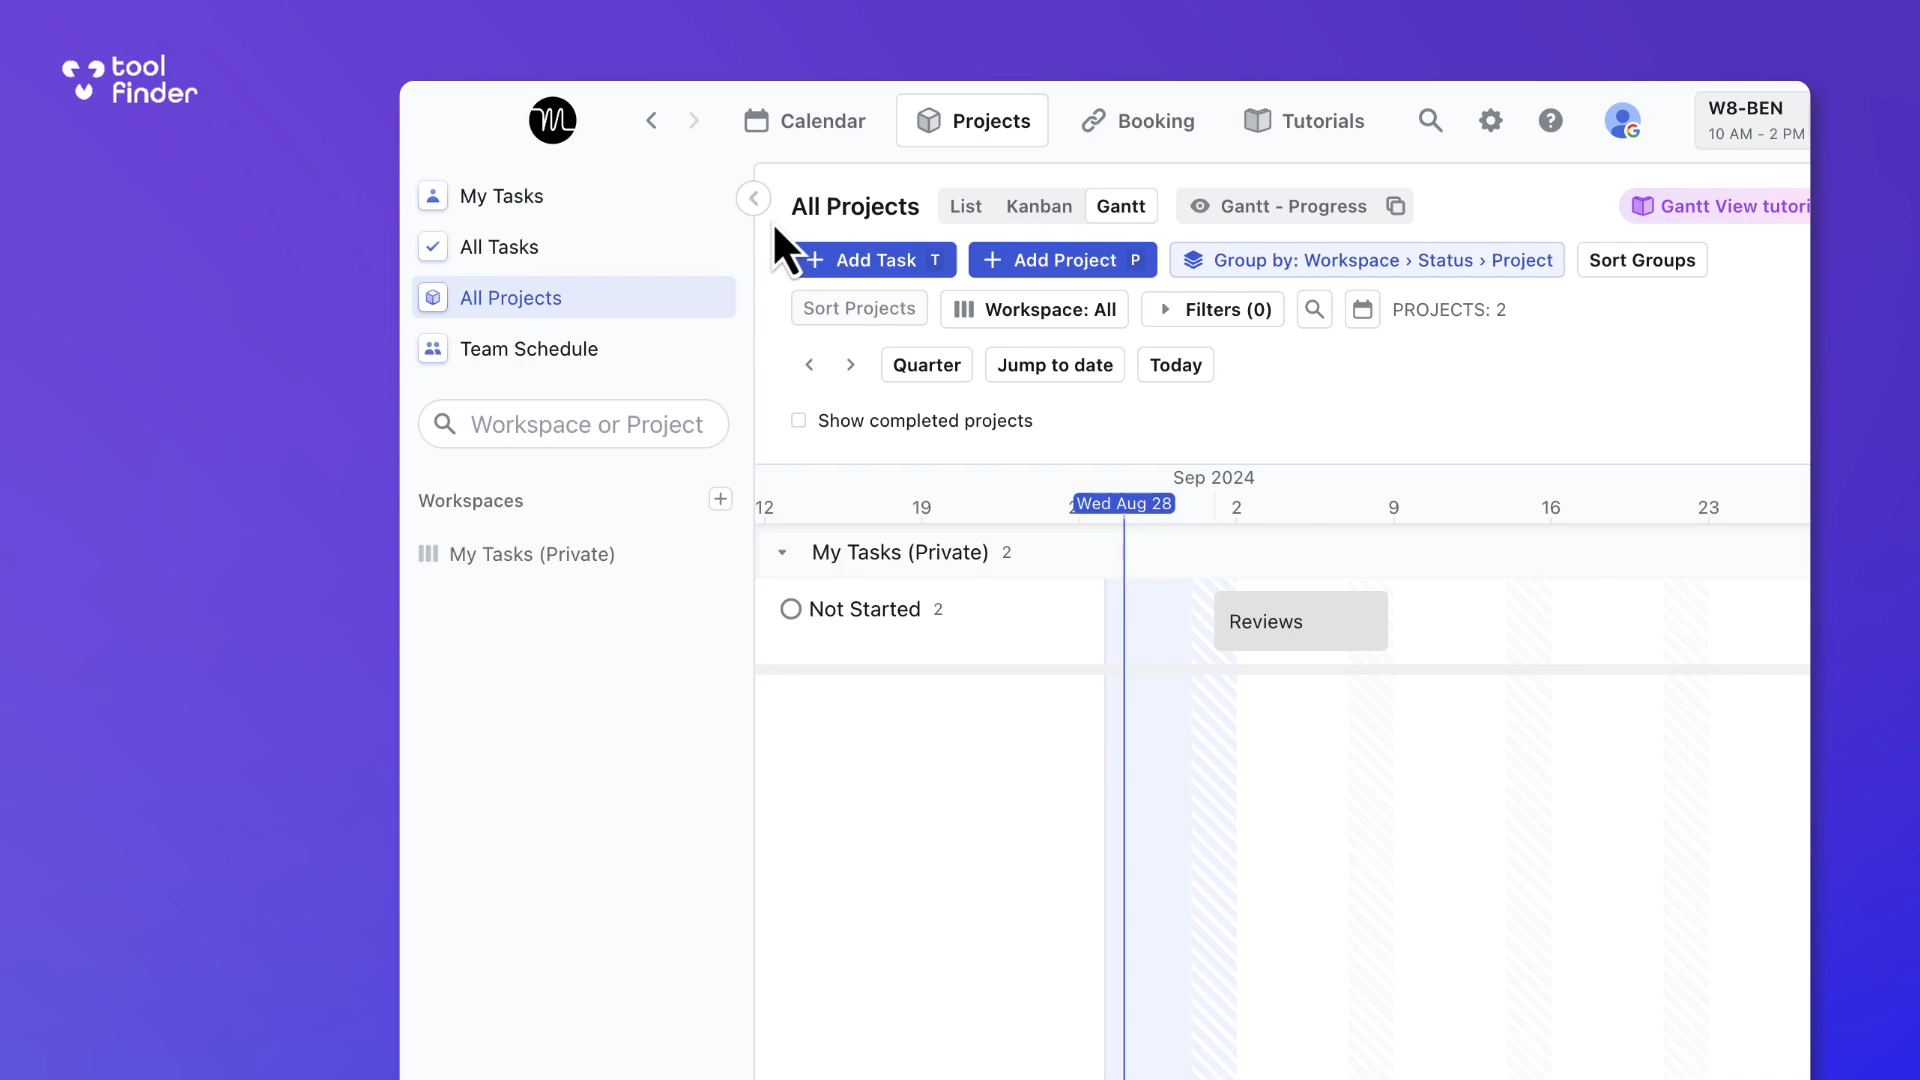 tool
finder
Calendar
Projects
Booking
Tutorials
W8-BEN
10 AM - 2 PM
My Tasks
All Tasks
All Projects
Team Schedule
Workspace or Project
Workspaces
My Tasks (Private)
All Projects
List
Kanban
Gantt
Gantt - Progress
Gantt View tutori
Add Task T
Add Project P
Group by: Workspace › Status › Project
Sort Groups
Sort Projects
Workspace: All
Filters (0)
PROJECTS: 2
Quarter
Jump to date
Today
Show completed projects
Sep 2024
12 19 2 Wed Aug 28 2 9 16 23
My Tasks (Private) 2
Not Started 2
Reviews